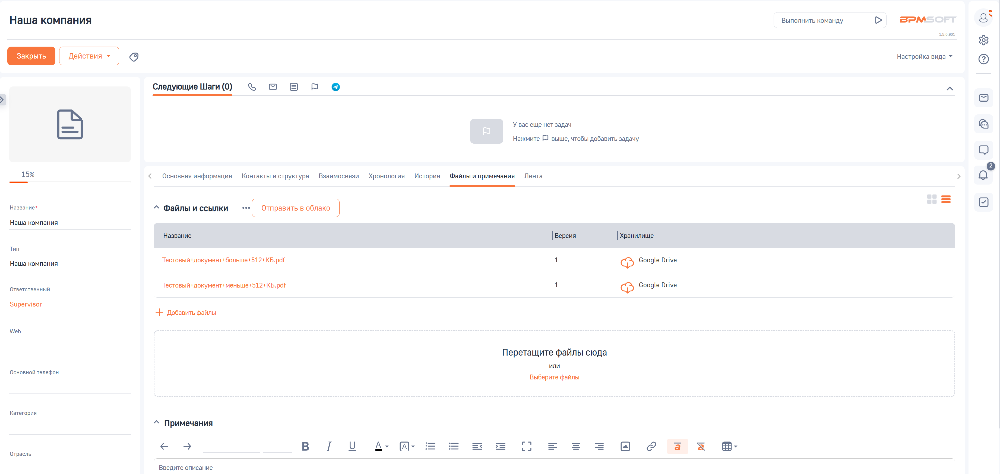 Наша компания
Выполнить команду
BPMSOFT
1.5.0.901
Закрыть
Действия
Настройка вида
Следующие Шаги (0)
У вас еще нет задач
Нажмите выше, чтобы добавить задачу
15%
Название*
Наша компания
Тип
Наша компания
Ответственный
Supervisor
Web
Основной телефон
Категория
Отрасль
Основная информация
Контакты и структура
Взаимосвязи
Хронология
История
Файлы и примечания
Лента
2
Файлы и ссылки
Отправить в облако
Название
Версия
Хранилище
Тестовый+документ+больше+512+КБ.pdf
1
Google Drive
Тестовый+документ+меньше+512+КБ.pdf
1
Google Drive
Добавить файлы
Перетащите файлы сюда
или
Выберите файлы
Примечания
Введите описание